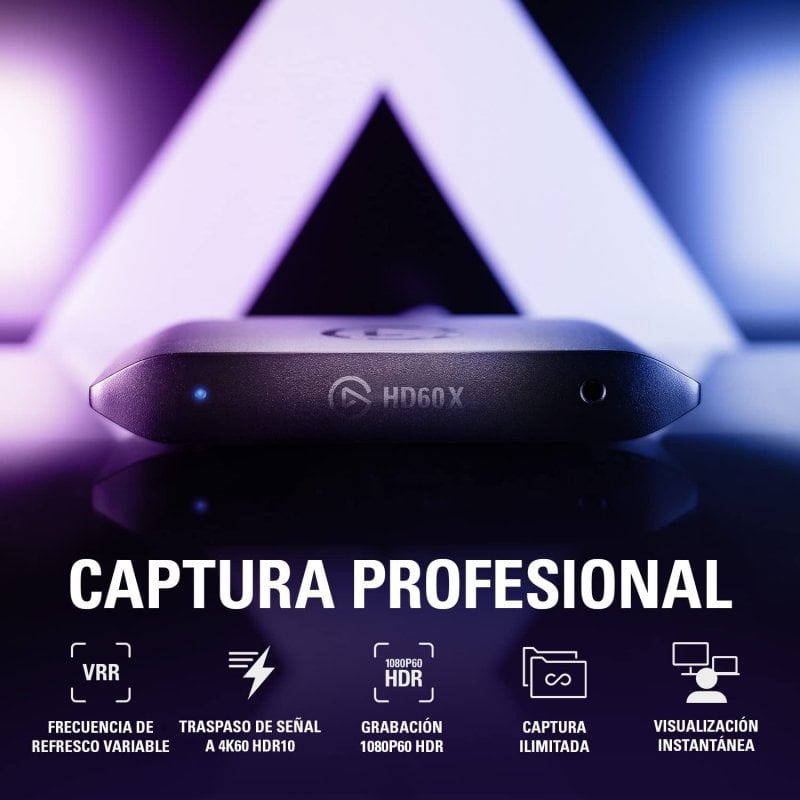 HD60 X
CAPTURA PROFESIONAL
VRR
1080P60
HDR
FRECUENCIA DE
REFRESCO VARIABLE
TRASPASO DE SEÑAL
A 4K60 HDR10
GRABACIÓN
1080P60 HDR
CAPTURA
ILIMITADA
VISUALIZACIÓN
INSTANTÁNEA